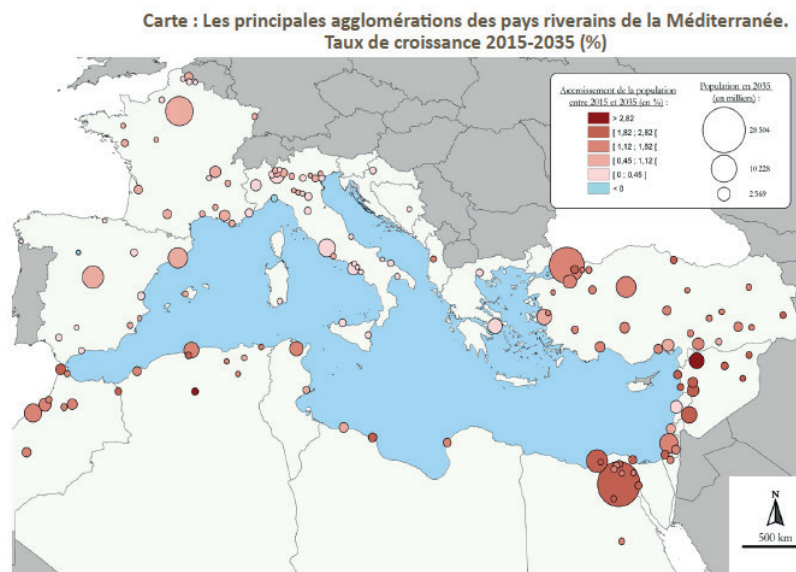 Carte : Les principales agglomérations des pays riverains de la Méditerranée.
Taux de croissance 2015-2035 (%)
Accroissement de la population
entre 2015 et 2035 (en %) :
> 2,82
[ 1,82 ; 2,82 [
[ 1,12 ; 1,82 [
[ 0,45 ; 1,12 [
[ 0 ; 0,45 [
< 0
Population en 2035
(en milliers) :
28 504
10 228
2 569
N
500 km